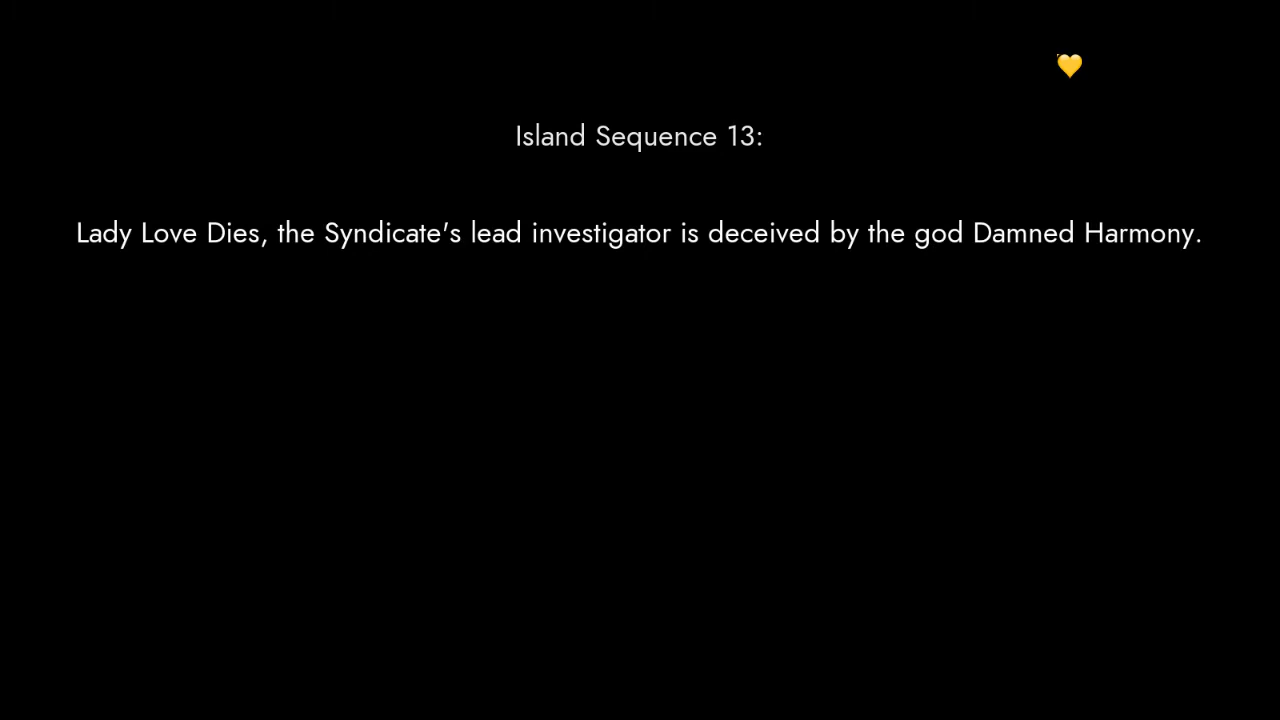 Island Sequence 13:
Lady Love Dies, the Syndicate's lead investigator is deceived by the god Damned Harmony.